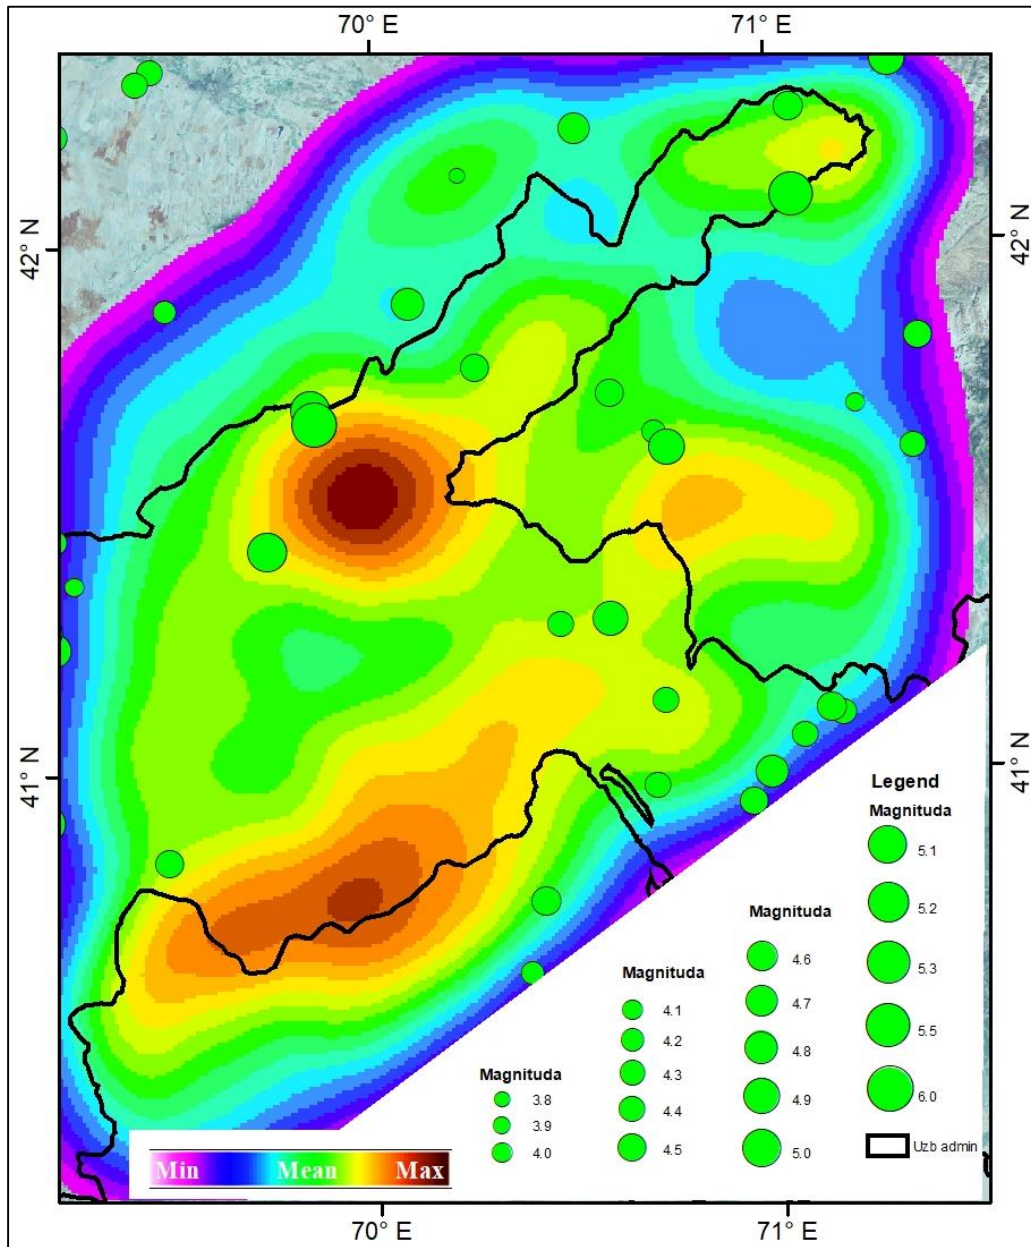 70° E
71° E
42° N
42° N
41° N
41° N
Legend
Magnituda
5.1
5.2
5.3
5.5
6.0
Uzb admin
Magnituda
4.6
4.7
4.8
4.9
5.0
Magnituda
4.1
4.2
4.3
4.4
4.5
Magnituda
3.8
3.9
4.0
Min Mean Max
70° E
71° E